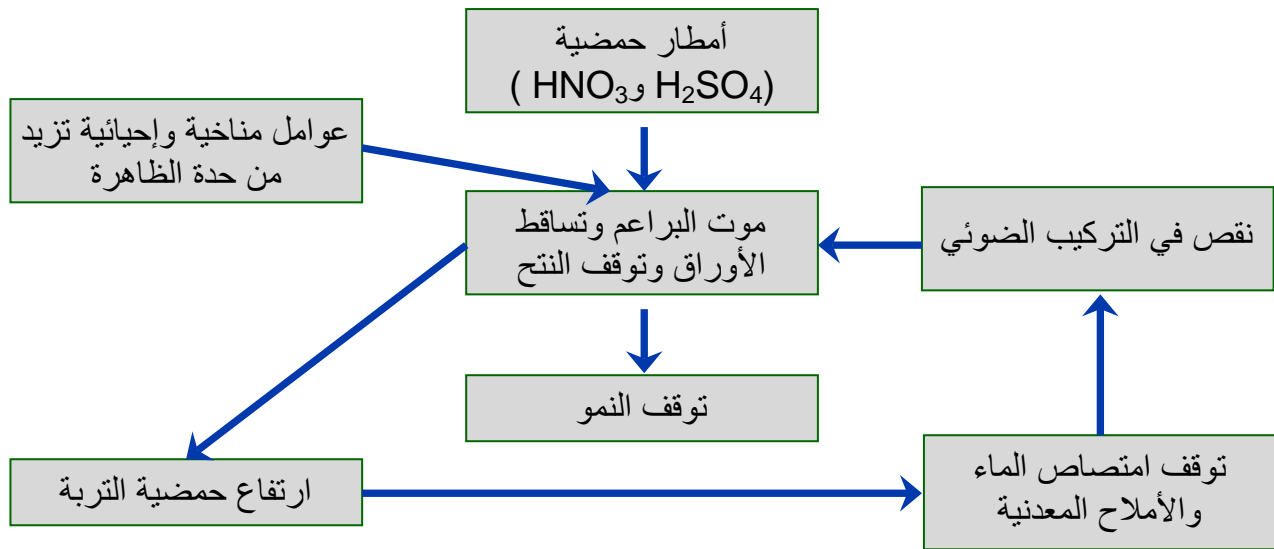 أمطار حمضية
( HNO₃و H₂SO₄)
عوامل مناخية وإحيائية تزيد
من حدة الظاهرة
موت البراعم وتساقط
الأوراق وتوقف النتح
نقص في التركيب الضوئي
توقف النمو
ارتفاع حمضية التربة
توقف امتصاص الماء
والأملاح المعدنية